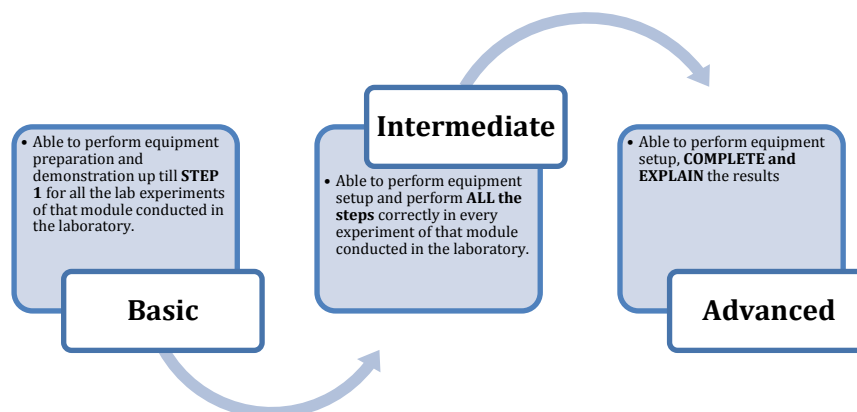 • Able to perform equipment
preparation and
demonstration up till STEP
1 for all the lab experiments
of that module conducted in
the laboratory.
Basic
Intermediate
• Able to perform equipment
setup and perform ALL the
steps correctly in every
experiment of that module
conducted in the laboratory.
• Able to perform equipment
setup, COMPLETE and
EXPLAIN the results
Advanced